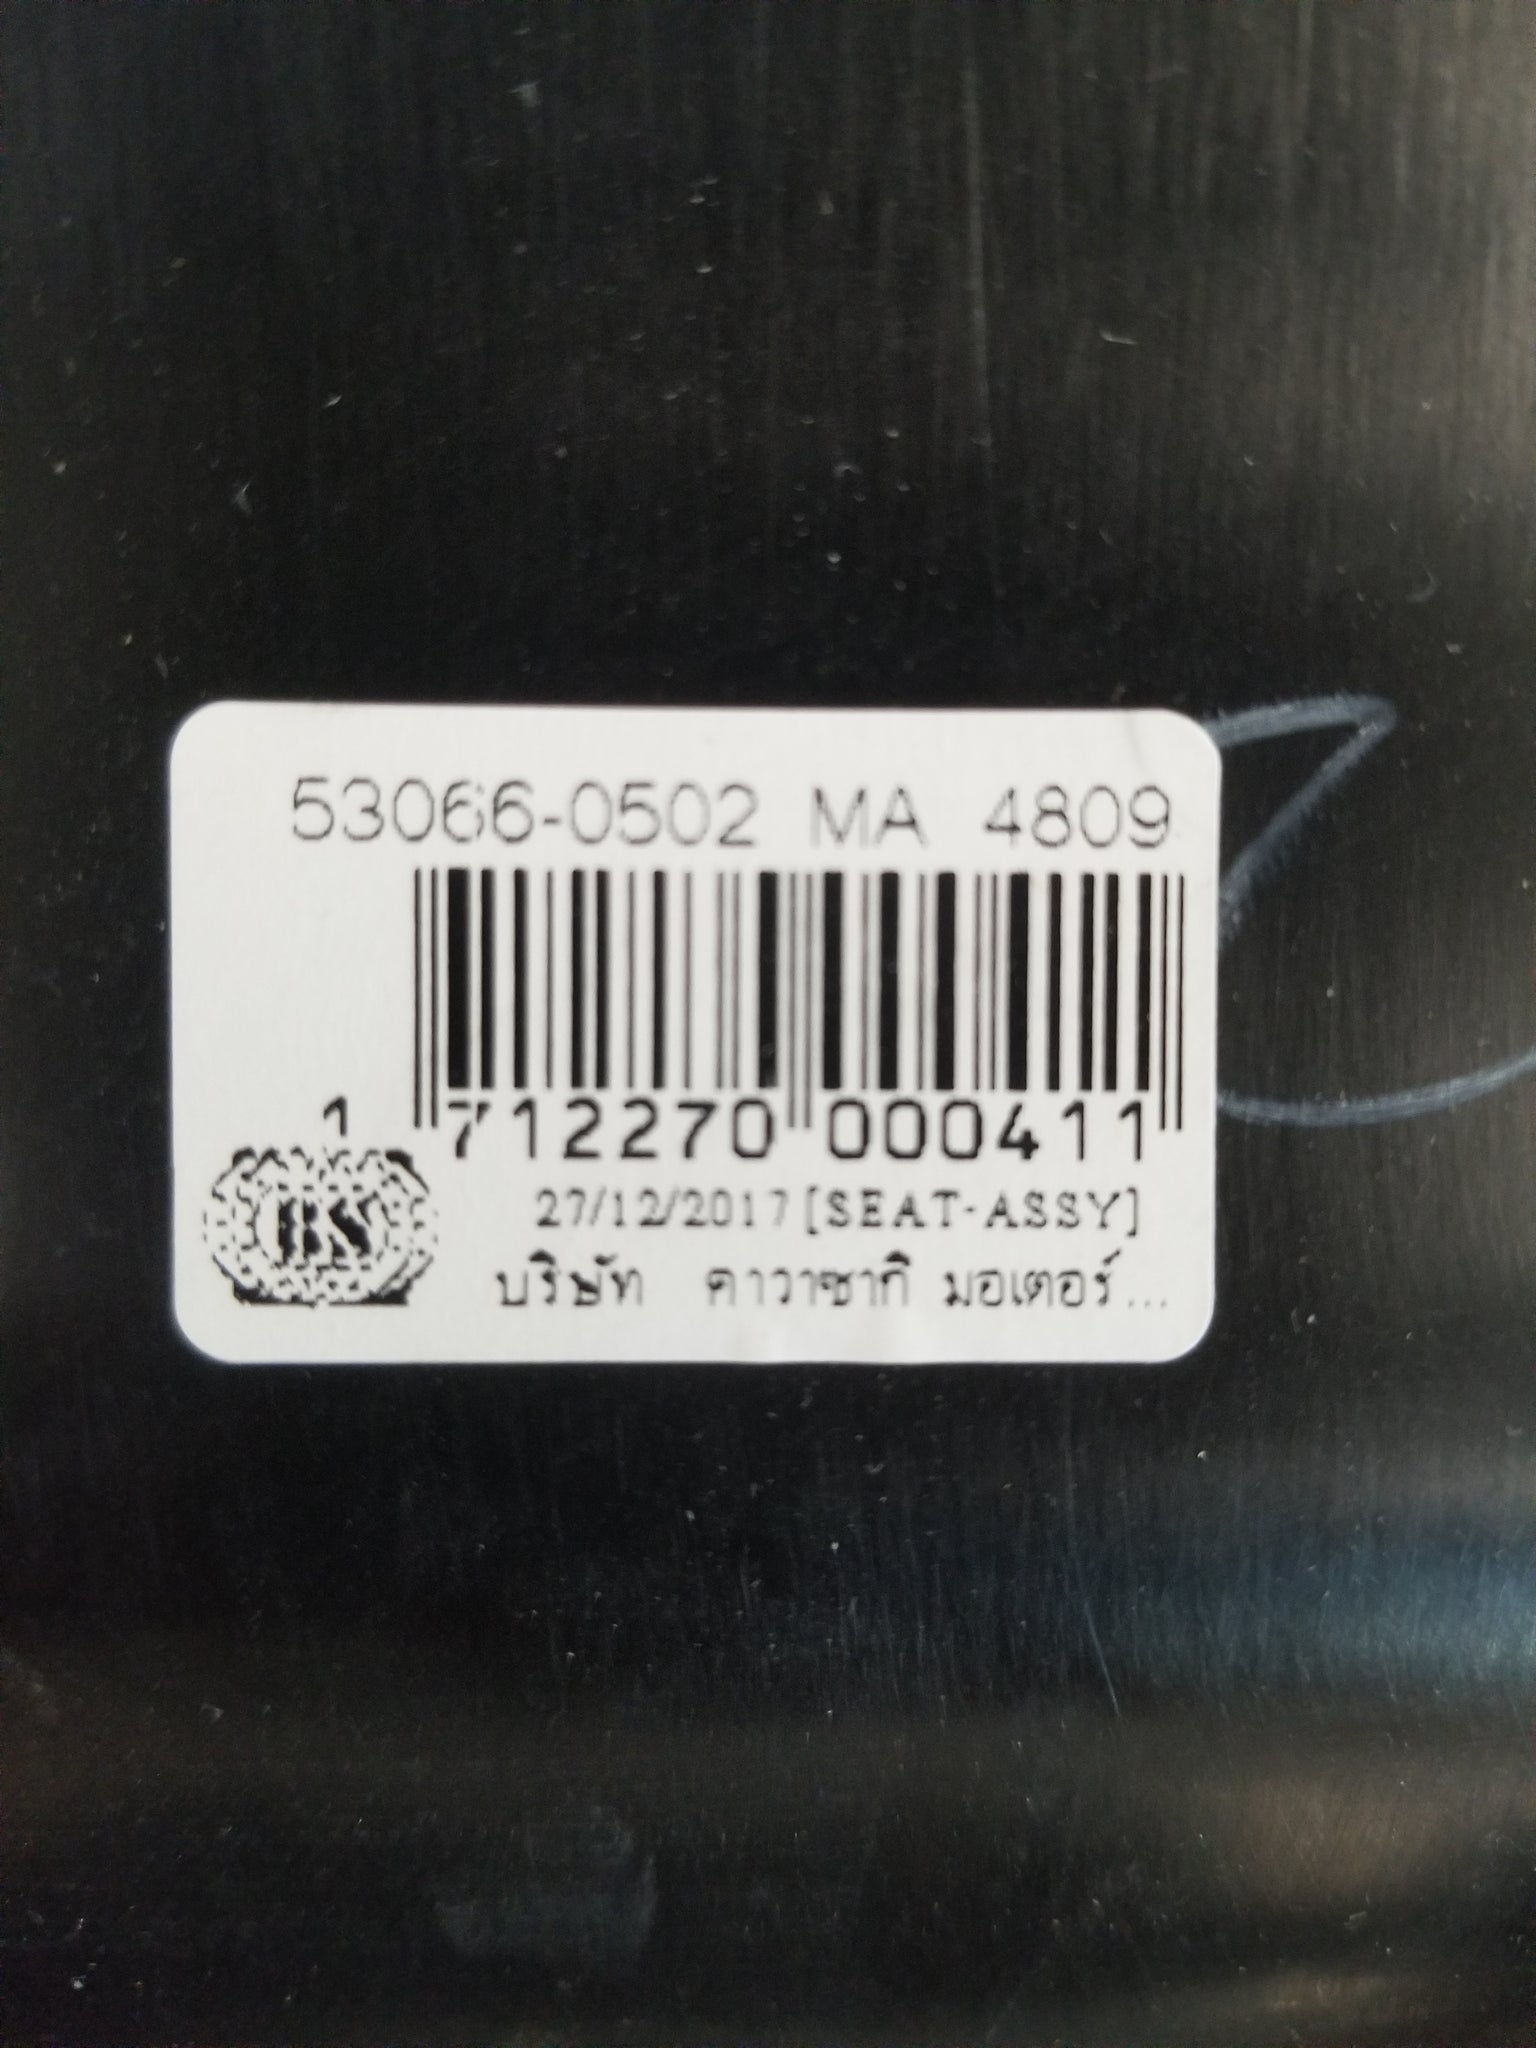 53066-0502 MA 4809
1 712270 000411
27/12/2017 [SEAT-ASSY]
บริษัท คาวาซากิ มอเตอร์...